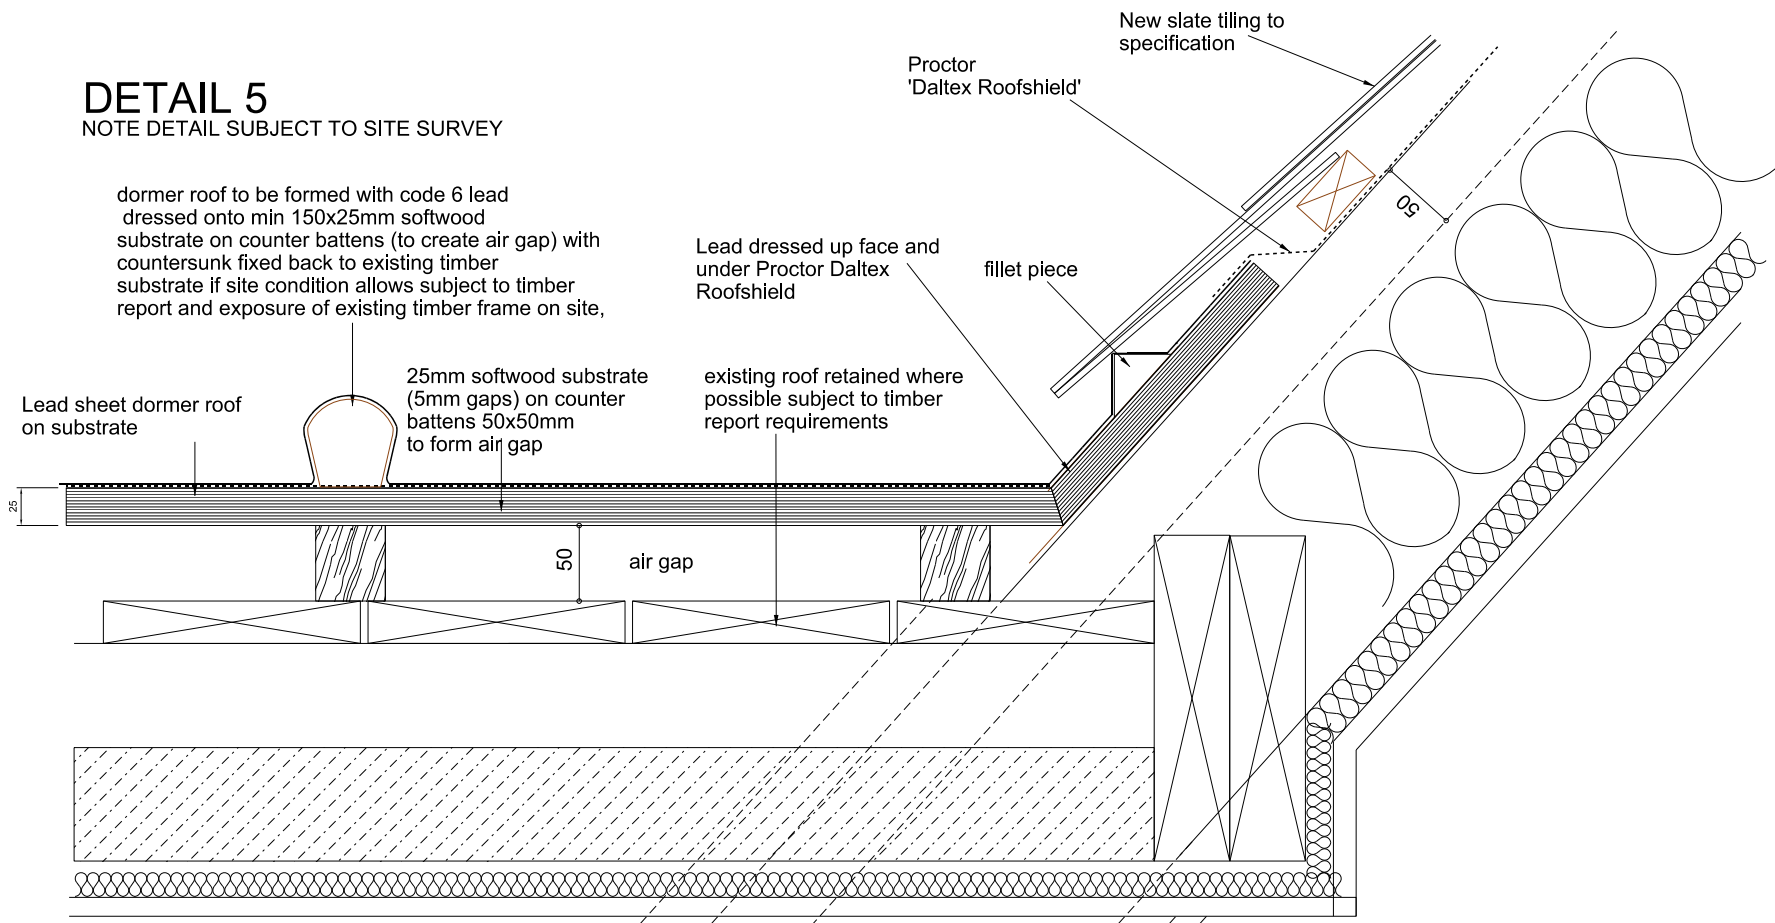 New slate tiling to
specification
Proctor
'Daltex Roofshield'
DETAIL 5
NOTE DETAIL SUBJECT TO SITE SURVEY
dormer roof to be formed with code 6 lead
dressed onto min 150x25mm softwood
substrate on counter battens (to create air gap) with
countersunk fixed back to existing timber
substrate if site condition allows subject to timber
report and exposure of existing timber frame on site,
Lead dressed up face and
under Proctor Daltex
Roofshield
fillet piece
50
Lead sheet dormer roof
on substrate
25mm softwood substrate
(5mm gaps) on counter
battens 50x50mm
to form air gap
existing roof retained where
possible subject to timber
report requirements
25
50
air gap